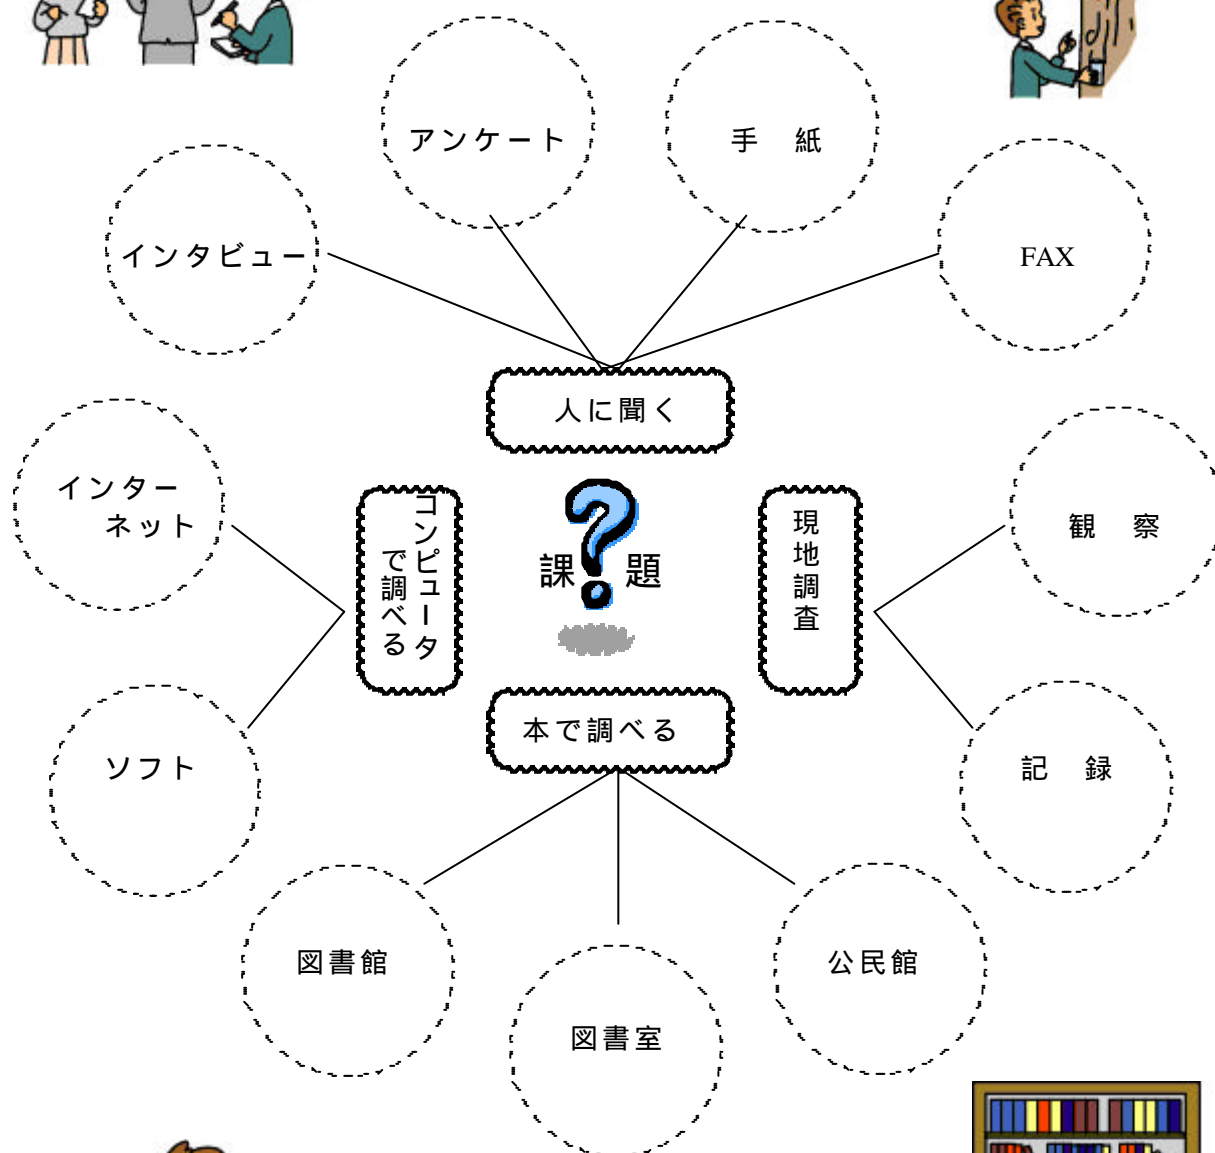 アンケート
手　紙
インタビュー
FAX
人に聞く
インター
ネット
コンピュータ
で調べる
課　題
現地調査
観　察
ソフト
本で調べる
記　録
図書館
図書室
公民館